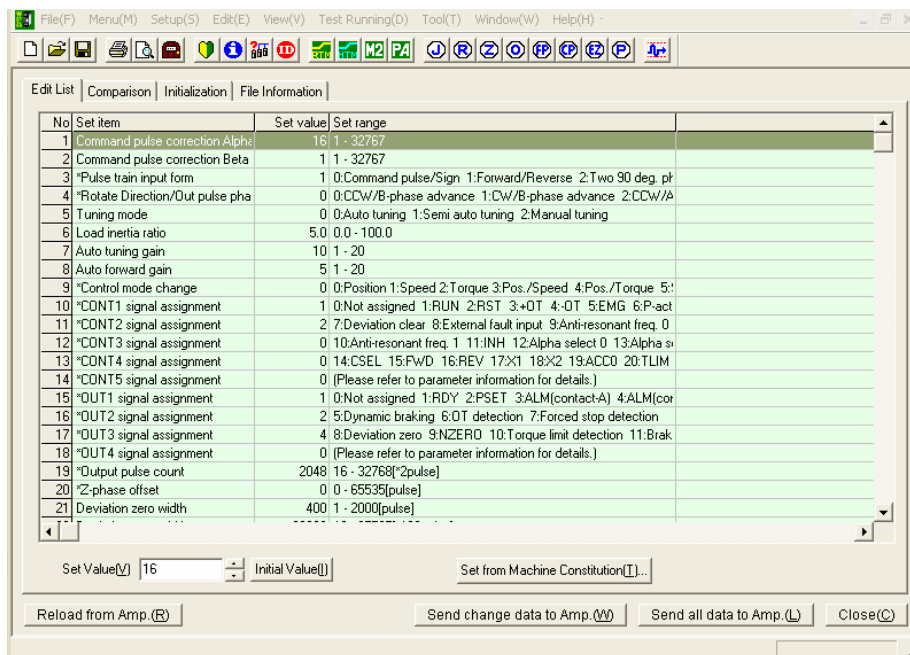 File(F) Menu(M) Setup(S) Edit(E) View(V) Test Running(D) Tool(T) Window(W) Help(H) -
ID M2 PA J R Z O FP CP EZ P
Edit List Comparison Initialization File Information
No Set item Set value Set range
1 Command pulse correction Alpha 16 1 - 32767
2 Command pulse correction Beta 1 1 - 32767
3 *Pulse train input form 1 0:Command pulse/Sign 1:Forward/Reverse 2:Two 90 deg. ph
4 *Rotate Direction/Out pulse pha 0 0:CCW/B-phase advance 1:CW/B-phase advance 2:CCW/A
5 Tuning mode 0 0:Auto tuning 1:Semi auto tuning 2:Manual tuning
6 Load inertia ratio 5.0 0.0 - 100.0
7 Auto tuning gain 10 1 - 20
8 Auto forward gain 5 1 - 20
9 *Control mode change 0 0:Position 1:Speed 2:Torque 3:Pos./Speed 4:Pos./Torque 5:
10 *CONT1 signal assignment 1 0:Not assigned 1:RUN 2:RST 3:+OT 4:-OT 5:EMG 6:P-act
11 *CONT2 signal assignment 2 7:Deviation clear 8:External fault input 9:Anti-resonant freq. 0
12 *CONT3 signal assignment 0 10:Anti-resonant freq. 1 11:INH 12:Alpha select 0 13:Alpha s
13 *CONT4 signal assignment 0 14:CSEL 15:FWD 16:REV 17:X1 18:X2 19:ACC0 20:TLIM
14 *CONT5 signal assignment 0 (Please refer to parameter information for details.)
15 *OUT1 signal assignment 1 0:Not assigned 1:RDY 2:PSET 3:ALM(contact-A) 4:ALM(cor
16 *OUT2 signal assignment 2 5:Dynamic braking 6:OT detection 7:Forced stop detection
17 *OUT3 signal assignment 4 8:Deviation zero 9:NZERO 10:Torque limit detection 11:Brak
18 *OUT4 signal assignment 0 (Please refer to parameter information for details.)
19 *Output pulse count 2048 16 - 32768[*2pulse]
20 *Z-phase offset 0 0 - 65535[pulse]
21 Deviation zero width 400 1 - 2000[pulse]
Set Value(V) 16 Initial Value(I) Set from Machine Constitution(T)...
Reload from Amp.(R) Send change data to Amp.(W) Send all data to Amp.(L) Close(C)